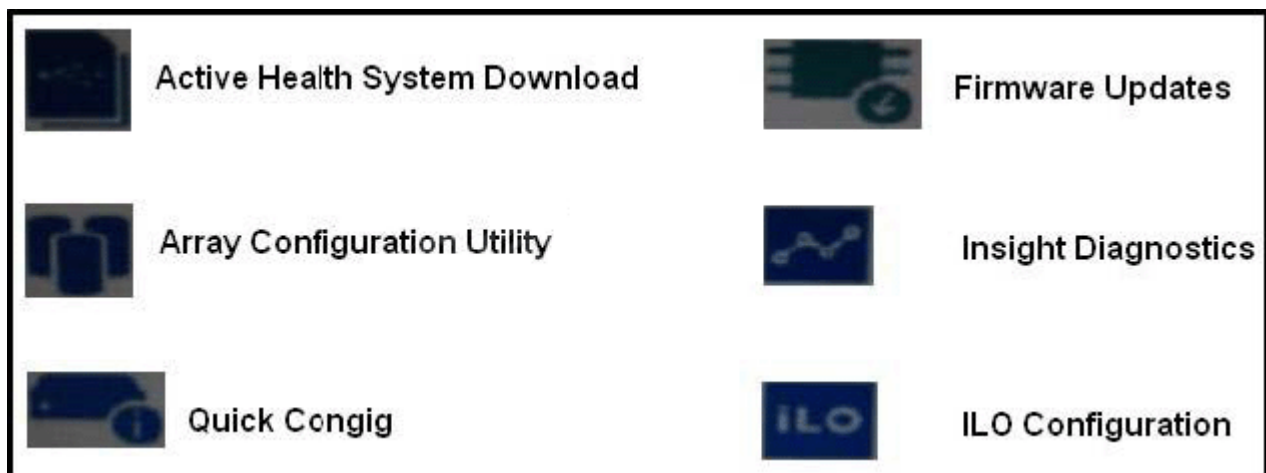 Active Health System Download
Firmware Updates
Array Configuration Utility
Insight Diagnostics
Quick Congig
iLO
ILO Configuration